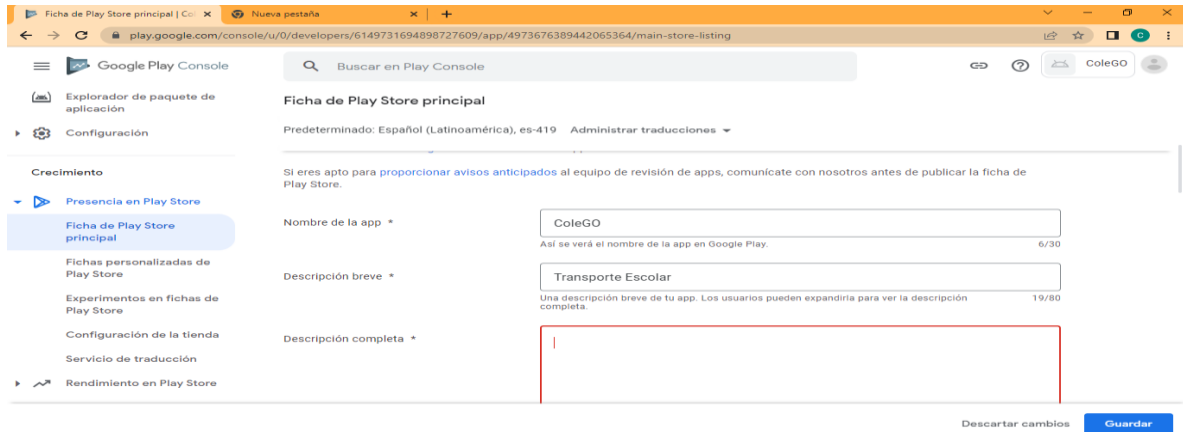 Ficha de Play Store principal | Col
Nueva pestaña
play.google.com/console/u/0/developers/6149731694898727609/app/4973676389442065364/main-store-listing
Google Play Console
Buscar en Play Console
ColeGO
Explorador de paquete de
aplicación
Configuración
Crecimiento
Presencia en Play Store
Ficha de Play Store
principal
Fichas personalizadas de
Play Store
Experimentos en fichas de
Play Store
Configuración de la tienda
Servicio de traducción
Rendimiento en Play Store
Ficha de Play Store principal
Predeterminado: Español (Latinoamérica), es-419 Administrar traducciones
Si eres apto para proporcionar avisos anticipados al equipo de revisión de apps, comunícate con nosotros antes de publicar la ficha de
Play Store.
Nombre de la app *
ColeGO
Así se verá el nombre de la app en Google Play. 6/30
Descripción breve *
Transporte Escolar
Una descripción breve de tu app. Los usuarios pueden expandirla para ver la descripción 19/80
completa.
Descripción completa *
Descartar cambios
Guardar